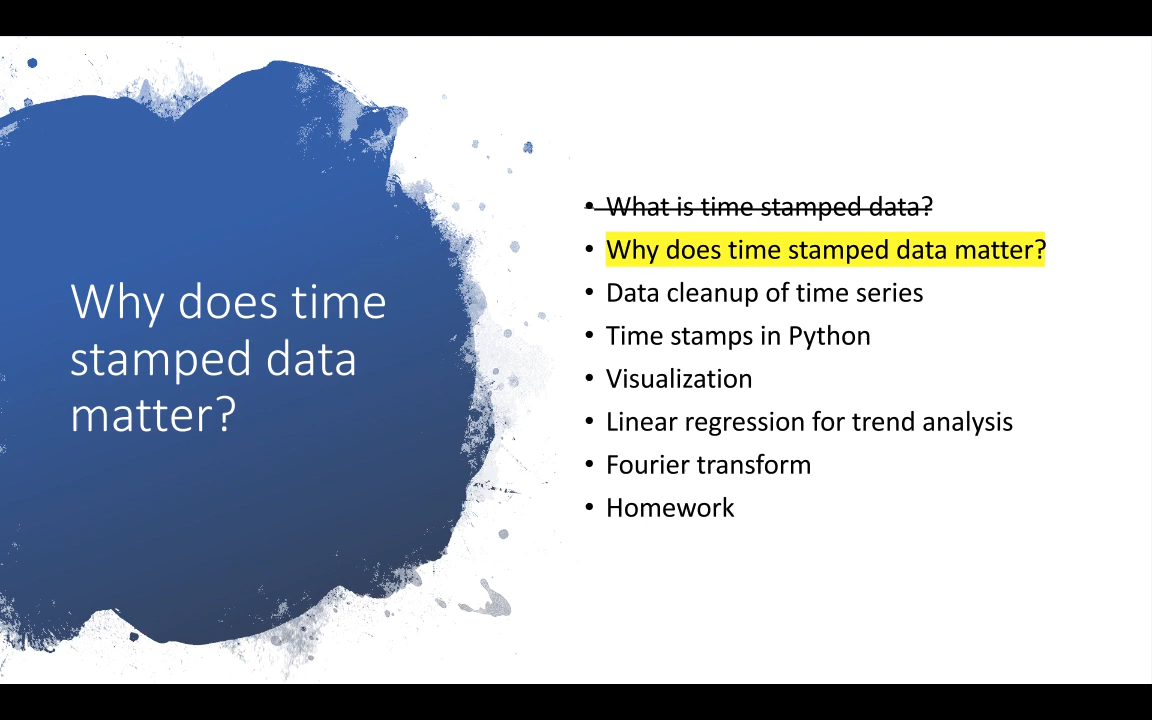 Why does time
stamped data
matter?
• What is time stamped data?
• Why does time stamped data matter?
• Data cleanup of time series
• Time stamps in Python
• Visualization
• Linear regression for trend analysis
• Fourier transform
• Homework